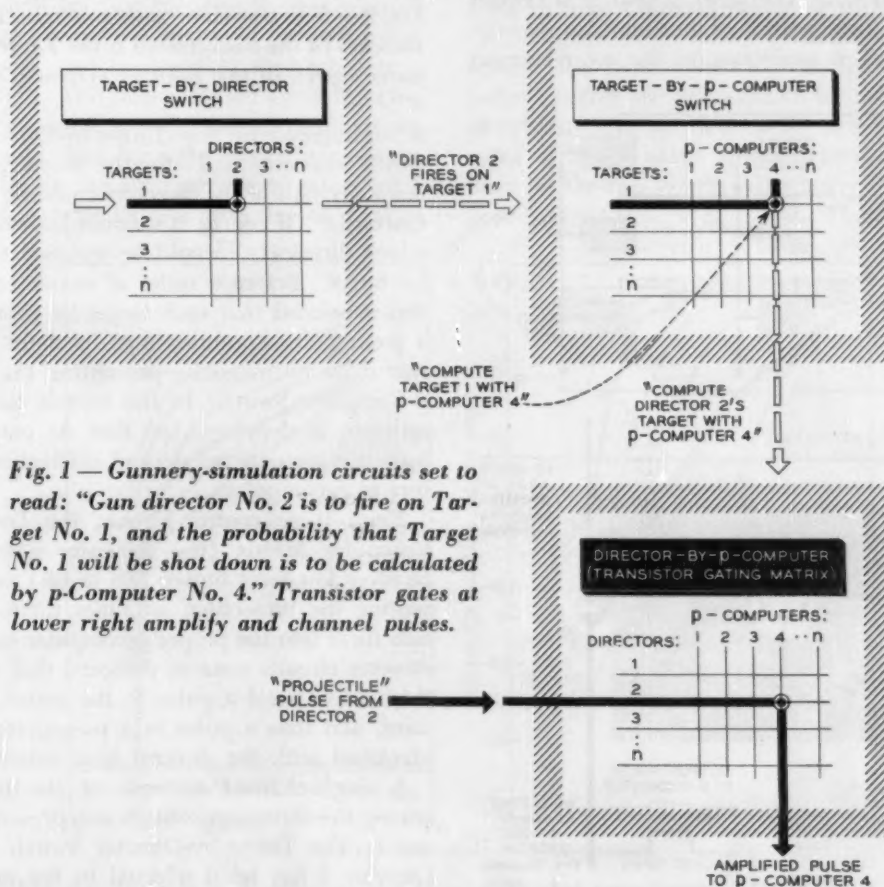 TARGET-BY-DIRECTOR
SWITCH
DIRECTORS:
TARGETS: 1 2 3 ·· n
1
2
3
:
n
"DIRECTOR 2
FIRES ON
TARGET 1"
TARGET-BY-p-COMPUTER
SWITCH
p-COMPUTERS:
TARGETS: 1 2 3 4 ·· n
1
2
3
:
n
"COMPUTE
TARGET 1 WITH
p-COMPUTER 4"
"COMPUTE
DIRECTOR 2'S
TARGET WITH
p-COMPUTER 4"
Fig. 1 — Gunnery-simulation circuits set to
read: "Gun director No. 2 is to fire on Tar-
get No. 1, and the probability that Target
No. 1 will be shot down is to be calculated
by p-Computer No. 4." Transistor gates at
lower right amplify and channel pulses.
DIRECTOR-BY-p-COMPUTER
(TRANSISTOR GATING MATRIX)
p-COMPUTERS:
DIRECTORS: 1 2 3 4 ·· n
1
2
3
:
n
"PROJECTILE"
PULSE FROM
DIRECTOR 2
AMPLIFIED PULSE
TO p-COMPUTER 4